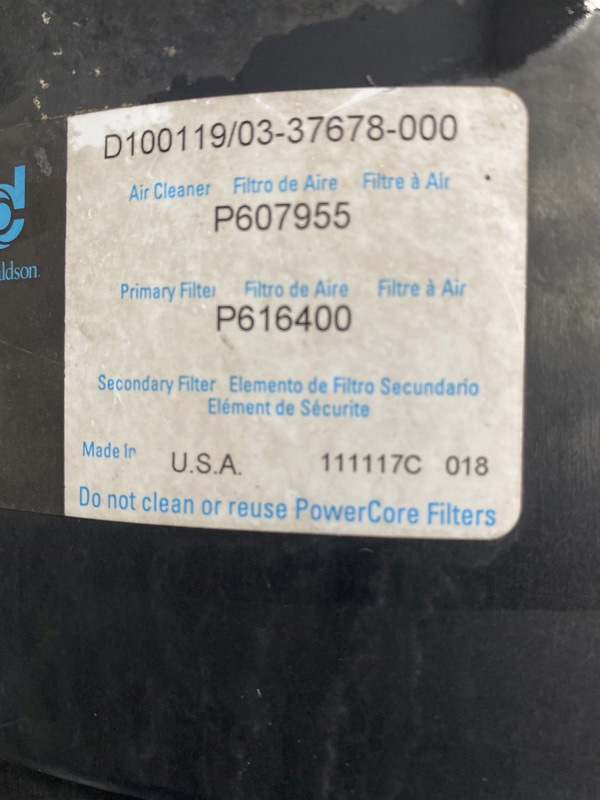 D100119/03-37678-000
Air Cleaner Filtro de Aire Filtre à Air
P607955
Primary Filter Filtro de Aire Filtre à Air
P616400
Secondary Filter Elemento de Filtro Secundario
Elément de Sécurite
Made in U.S.A. 111117C 018
Do not clean or reuse PowerCore Filters
ldson.